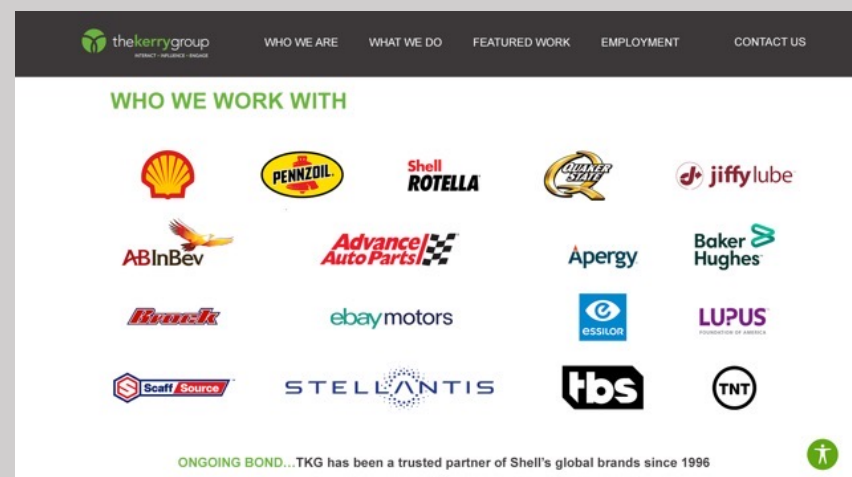 thekerrygroup
INTERACT • INFLUENCE • ENGAGE
WHO WE ARE WHAT WE DO FEATURED WORK EMPLOYMENT CONTACT US
WHO WE WORK WITH
PENNZOIL. Shell ROTELLA QUAKER STATE jiffy lube
ABInBev Advance Auto Parts Apergy Baker Hughes
Brock ebay motors essilor LUPUS
FOUNDATION OF AMERICA
Scaff Source STELLANTIS tbs TNT
ONGOING BOND...TKG has been a trusted partner of Shell's global brands since 1996